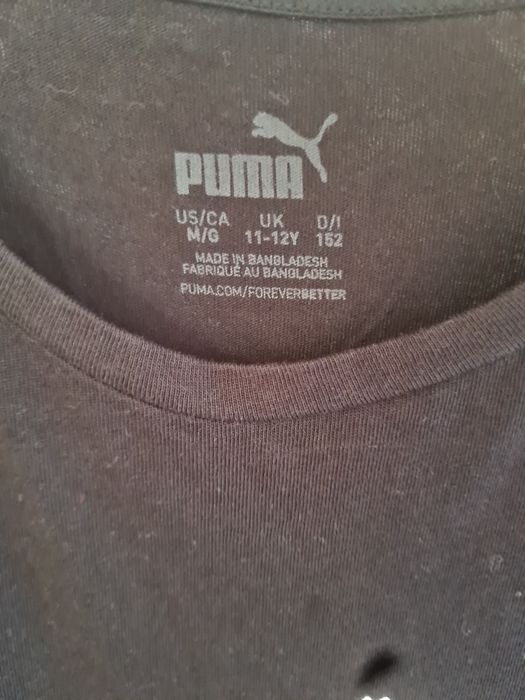 PUMA
US/CA UK D/I
M/G 11-12Y 152
MADE IN BANGLADESH
FABRIQUÉ AU BANGLADESH
PUMA.COM/FOREVERBETTER